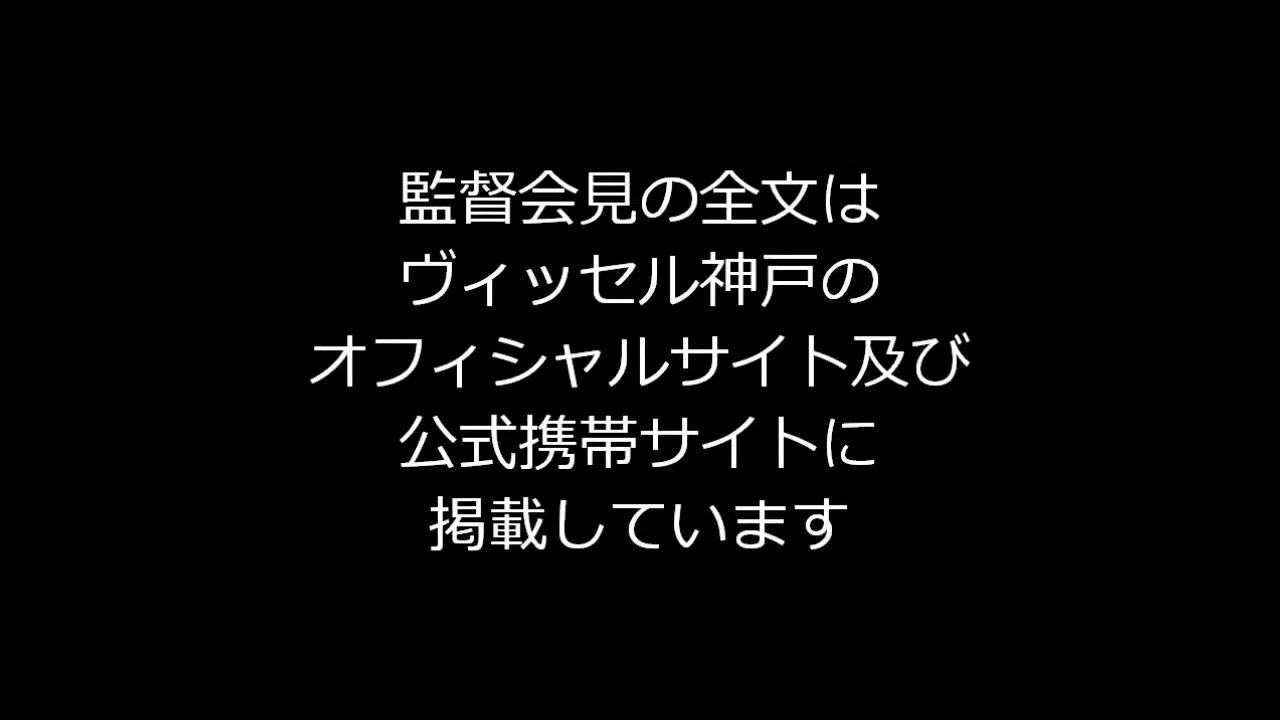 監督会見の全文は
ヴィッセル神戸の
オフィシャルサイト及び
公式携帯サイトに
掲載しています